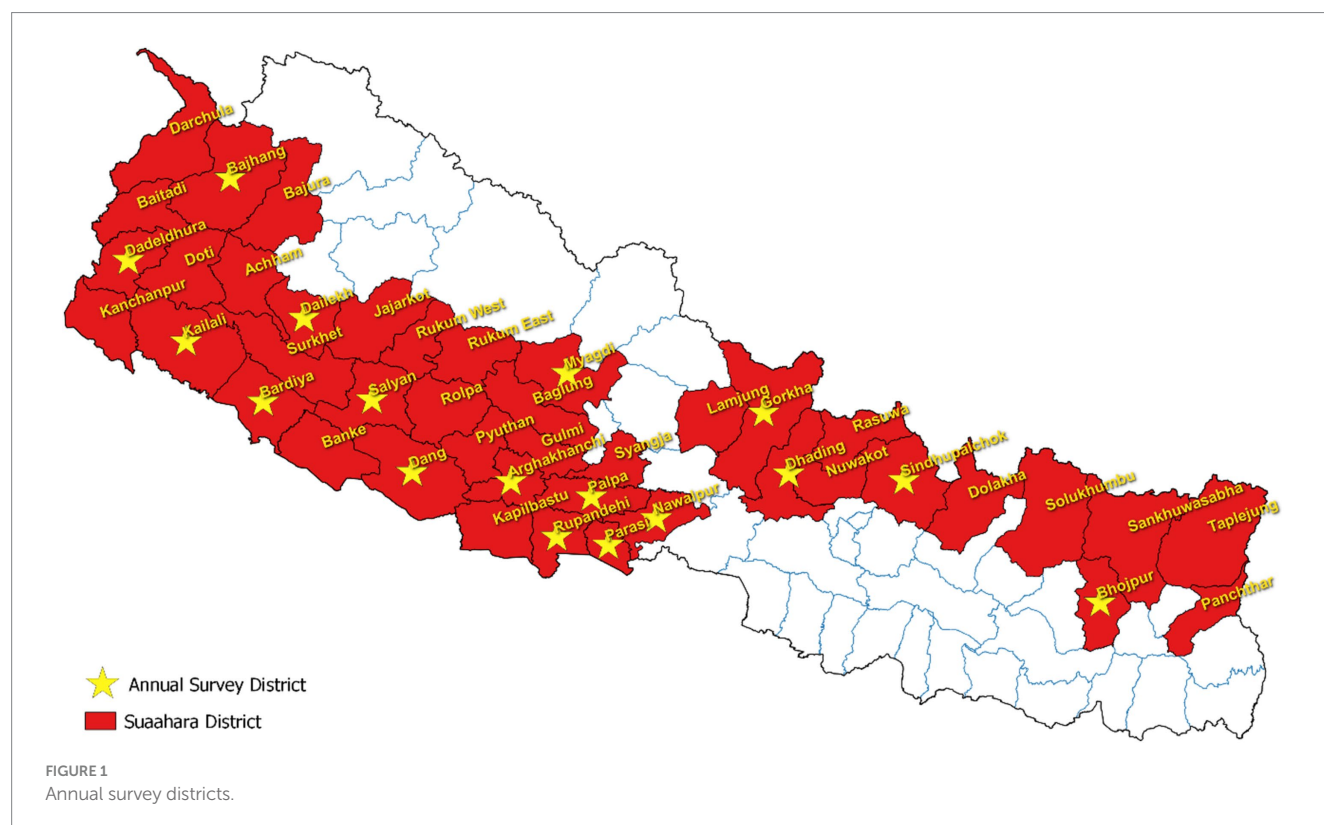 Darchula
Bajhang
Bajura
Baitadi
Dadeldhura
Doti
Achham
Kanchanpur
Kailali
Dailekh
Surkhet
Jajarkot
Rukum West
Rukum East
Bardiya
Salyan
Rolpa
Myagdi
Baglung
Banke
Dang
Pyuthan
Gulmi
Arghakhanchi
Syangja
Kapilbastu
Palpa
Rupandehi
Parasi
Nawalpur
Lamjung
Gorkha
Dhading
Rasuwa
Nuwakot
Sindhupalchok
Dolakha
Solukhumbu
Sankhuwasabha
Taplejung
Bhojpur
Panchthar
Annual Survey District
Suaahara District
FIGURE 1
Annual survey districts.